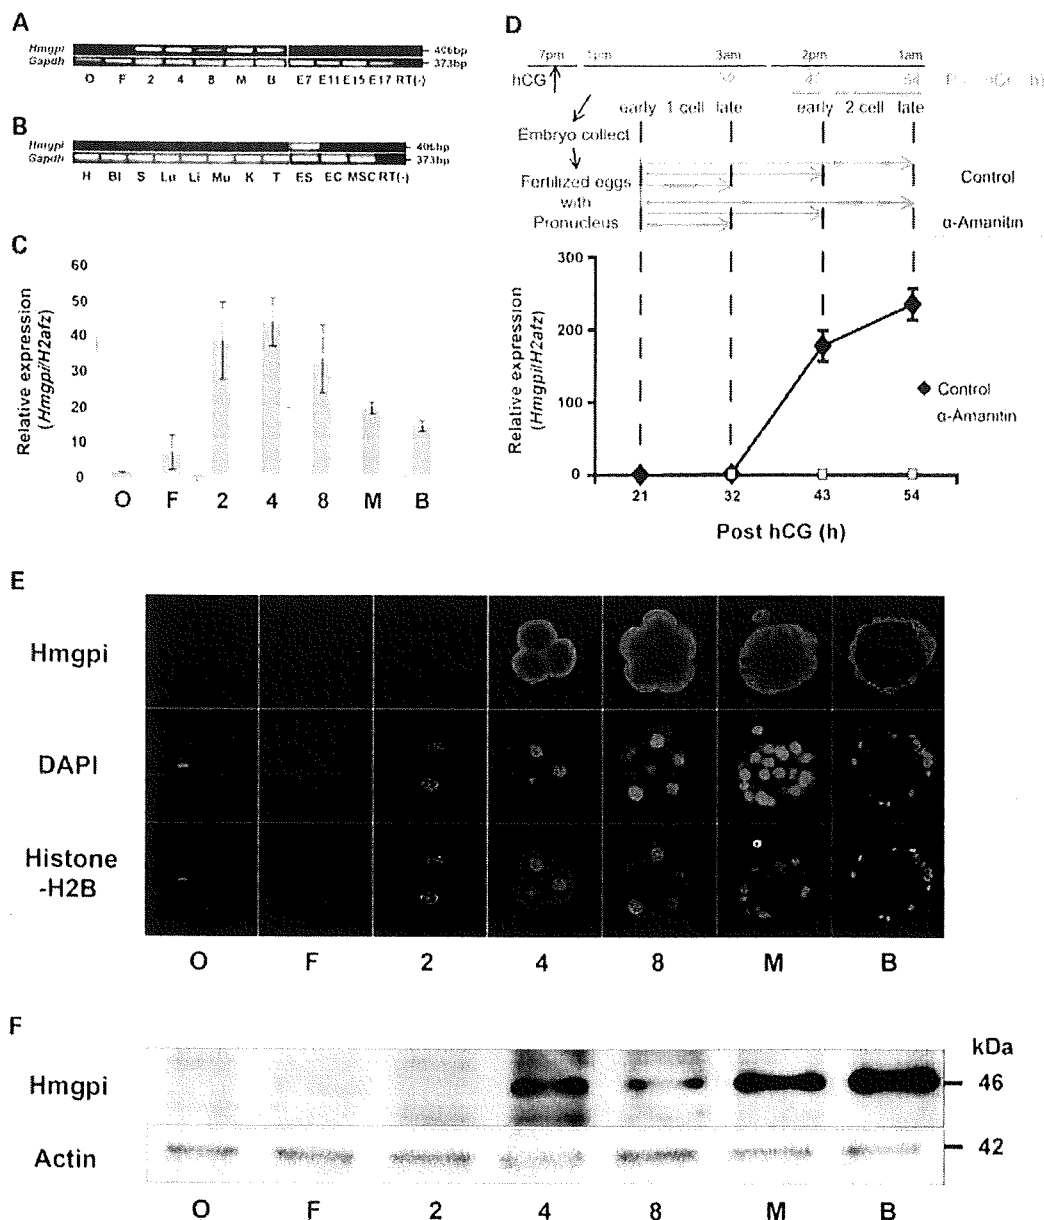 A
Hmgpi
406bp
Gapdh
373bp
O F 2 4 8 M B E7 E11 E15 E17 RT(-)
B
Hmgpi
406bp
Gapdh
373bp
H Bl S Lu Li Mu K T ES EC MSC RT(-)
C
Relative expression
(Hmgpi/H2afz)
60
50
40
30
20
10
0
O F 2 4 8 M B
D
7pm 1pm 3am 2pm 1am
hCG
early 1 cell late early 2 cell late
Embryo collect
Fertilized eggs
with
Pronucleus
Control
α-Amanitin
Relative expression
(Hmgpi/H2afz)
300
200
100
0
Control
α-Amanitin
21 32 43 54
Post hCG (h)
E
Hmgpi
DAPI
Histone
-H2B
O F 2 4 8 M B
F
kDa
Hmgpi
46
Actin
42
O F 2 4 8 M B